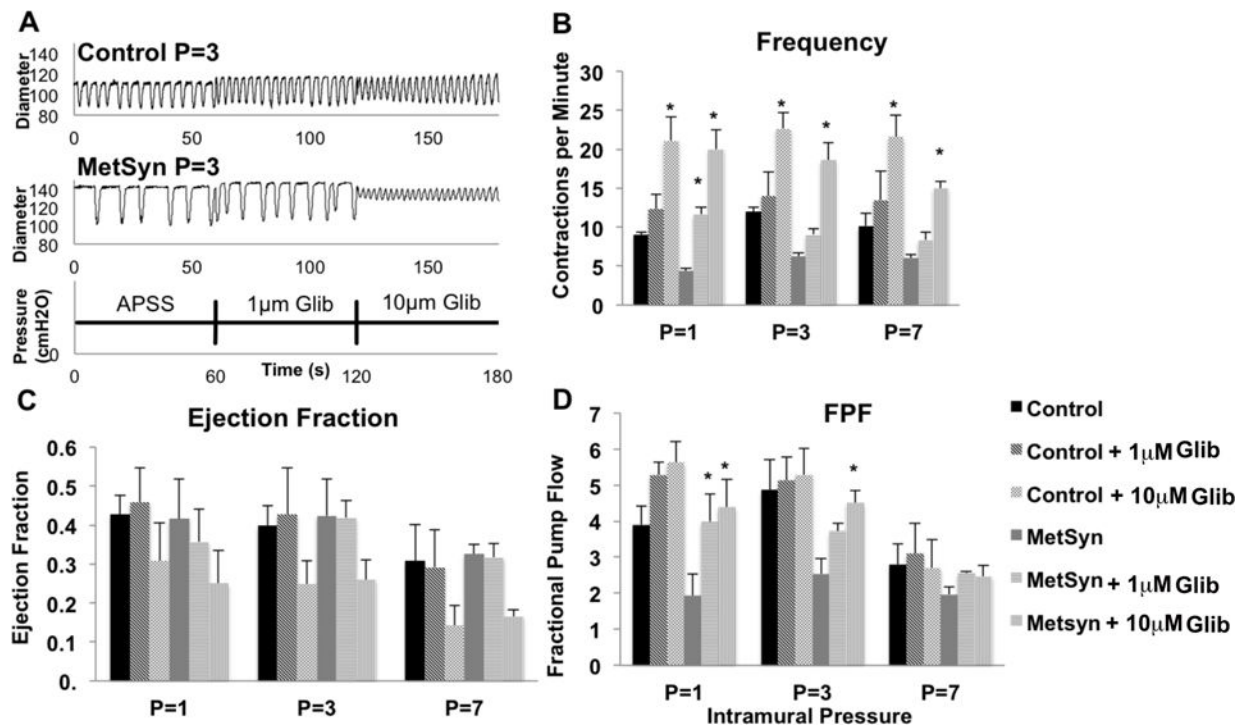 A
Control P=3
Diameter
140
120
100
80
0 50 100 150
MetSyn P=3
Diameter
140
120
100
80
0 50 100 150
Pressure
(cmH2O)
APSS 1μm Glib 10μm Glib
0
Time (s)
0 60 120 180
B
Frequency
Contractions per Minute
30
25
20
15
10
5
0
* * * * * * *
P=1 P=3 P=7
C
Ejection Fraction
Ejection Fraction
0.6
0.5
0.4
0.3
0.2
0.1
0.
P=1 P=3 P=7
D
FPF
Fractional Pump Flow
7
6
5
4
3
2
1
0
* * *
P=1 P=3 P=7
Intramural Pressure
Control
Control + 1μM Glib
Control + 10μM Glib
MetSyn
MetSyn + 1μM Glib
Metsyn + 10μM Glib